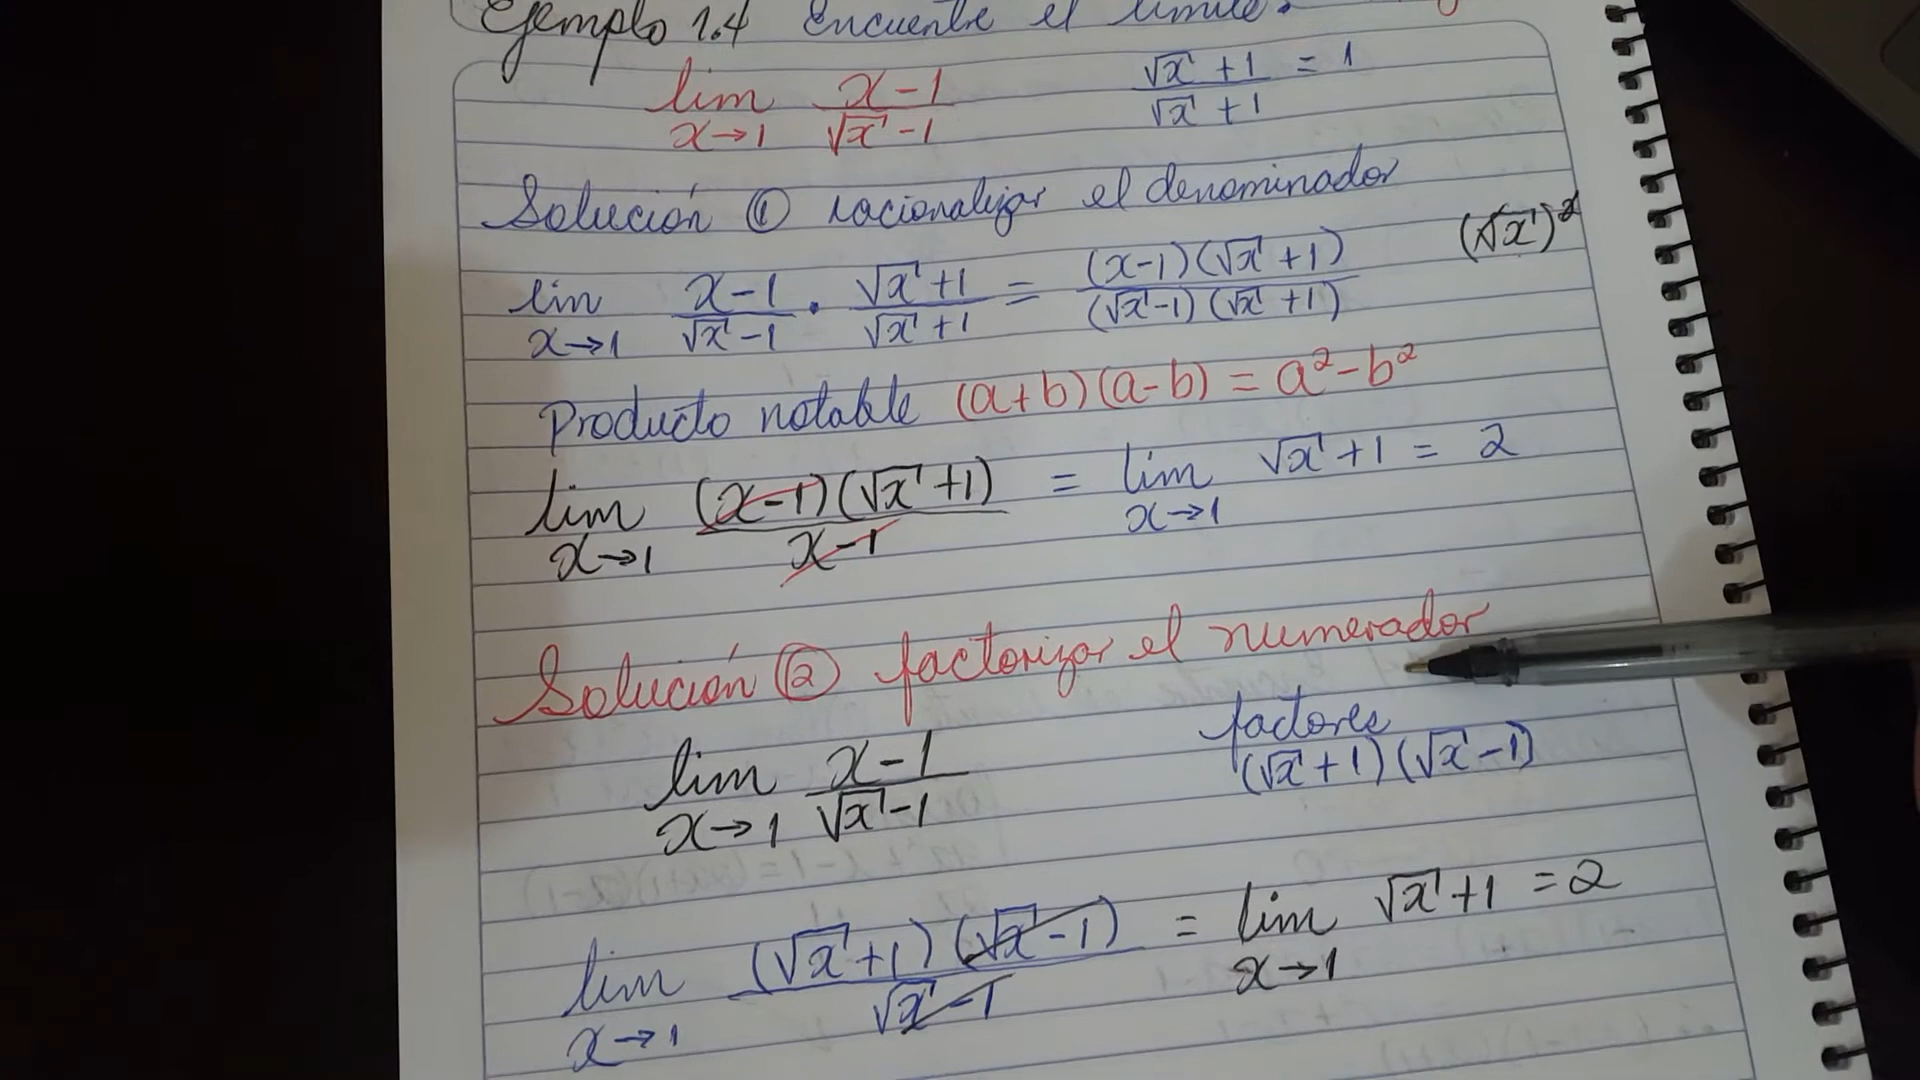 Ejemplo 1.4 Encuentre el límite.
lim x→1 (x-1)/(√x -1)    (√x +1)/(√x +1) = 1
Solución ① racionalizar el denominador
(√x)²
lim x→1 (x-1)/(√x -1) · (√x +1)/(√x +1) = ((x-1)(√x +1))/((√x -1)(√x +1))
Producto notable (a+b)(a-b) = a²-b²
lim x→1 ((x-1)(√x +1))/(x-1) = lim x→1 √x +1 = 2
Solución ② factorizar el numerador
factores
lim x→1 (x-1)/(√x -1)    (√x +1)(√x -1)
lim x→1 ((√x +1)(√x -1))/(√x -1) = lim x→1 √x +1 = 2